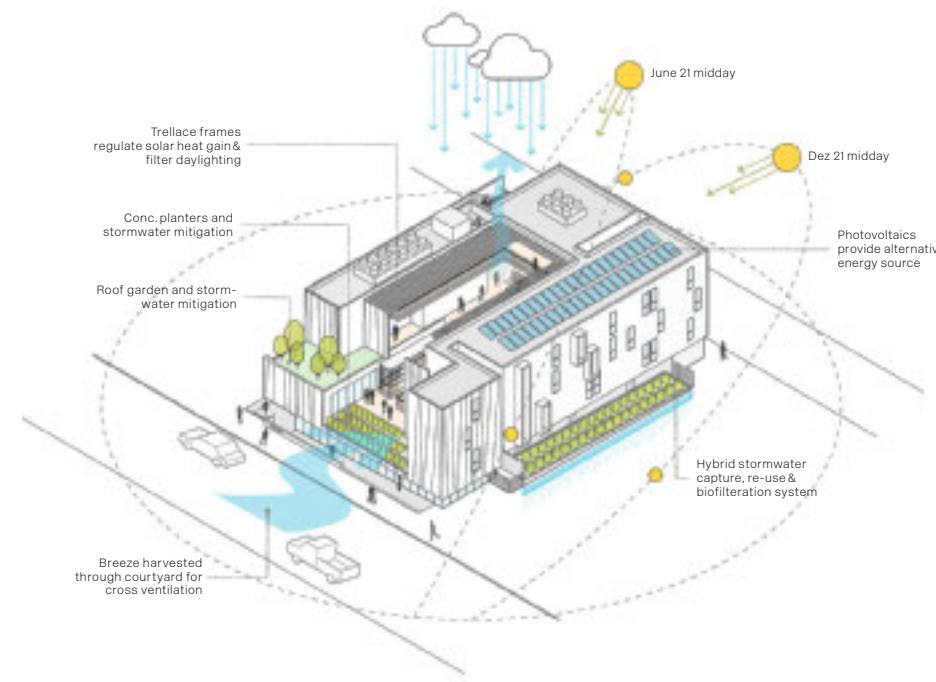 June 21 midday
Trellace frames
regulate solar heat gain &
filter daylighting
Dez 21 midday
Conc. planters and
stormwater mitigation
Photovoltaics
provide alternativ
energy source
Roof garden and storm-
water mitigation
Hybrid stormwater
capture, re-use &
biofilteration system
Breeze harvested
through courtyard for
cross ventilation